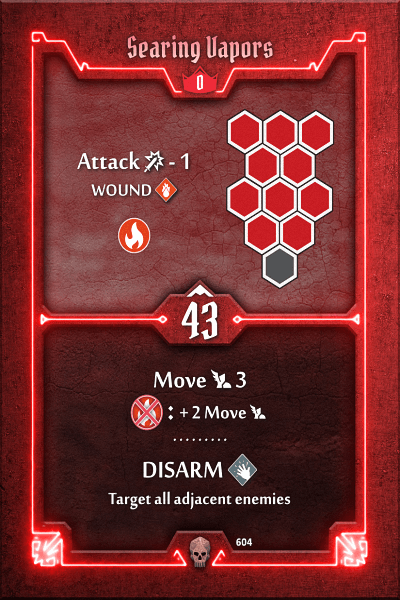 Searing Vapors
0
Attack - 1
WOUND
43
Move 3
: + 2 Move
DISARM
Target all adjacent enemies
604